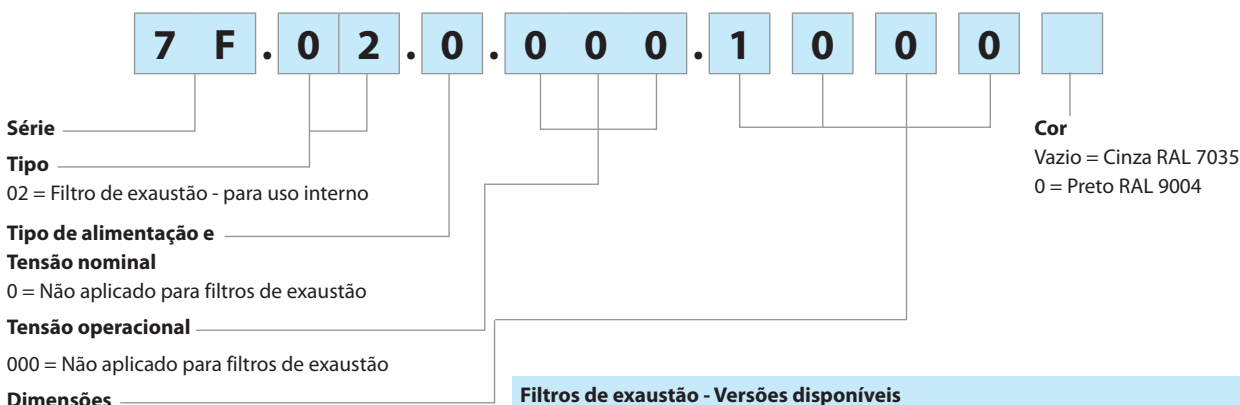 7 F . 0 2 . 0 . 0 0 0 . 1 0 0 0
Série
Tipo
02 = Filtro de exaustão - para uso interno
Tipo de alimentação e
Tensão nominal
0 = Não aplicado para filtros de exaustão
Tensão operacional
000 = Não aplicado para filtros de exaustão
Dimensões
Cor
Vazio = Cinza RAL 7035
0 = Preto RAL 9004
Filtros de exaustão - Versões disponíveis